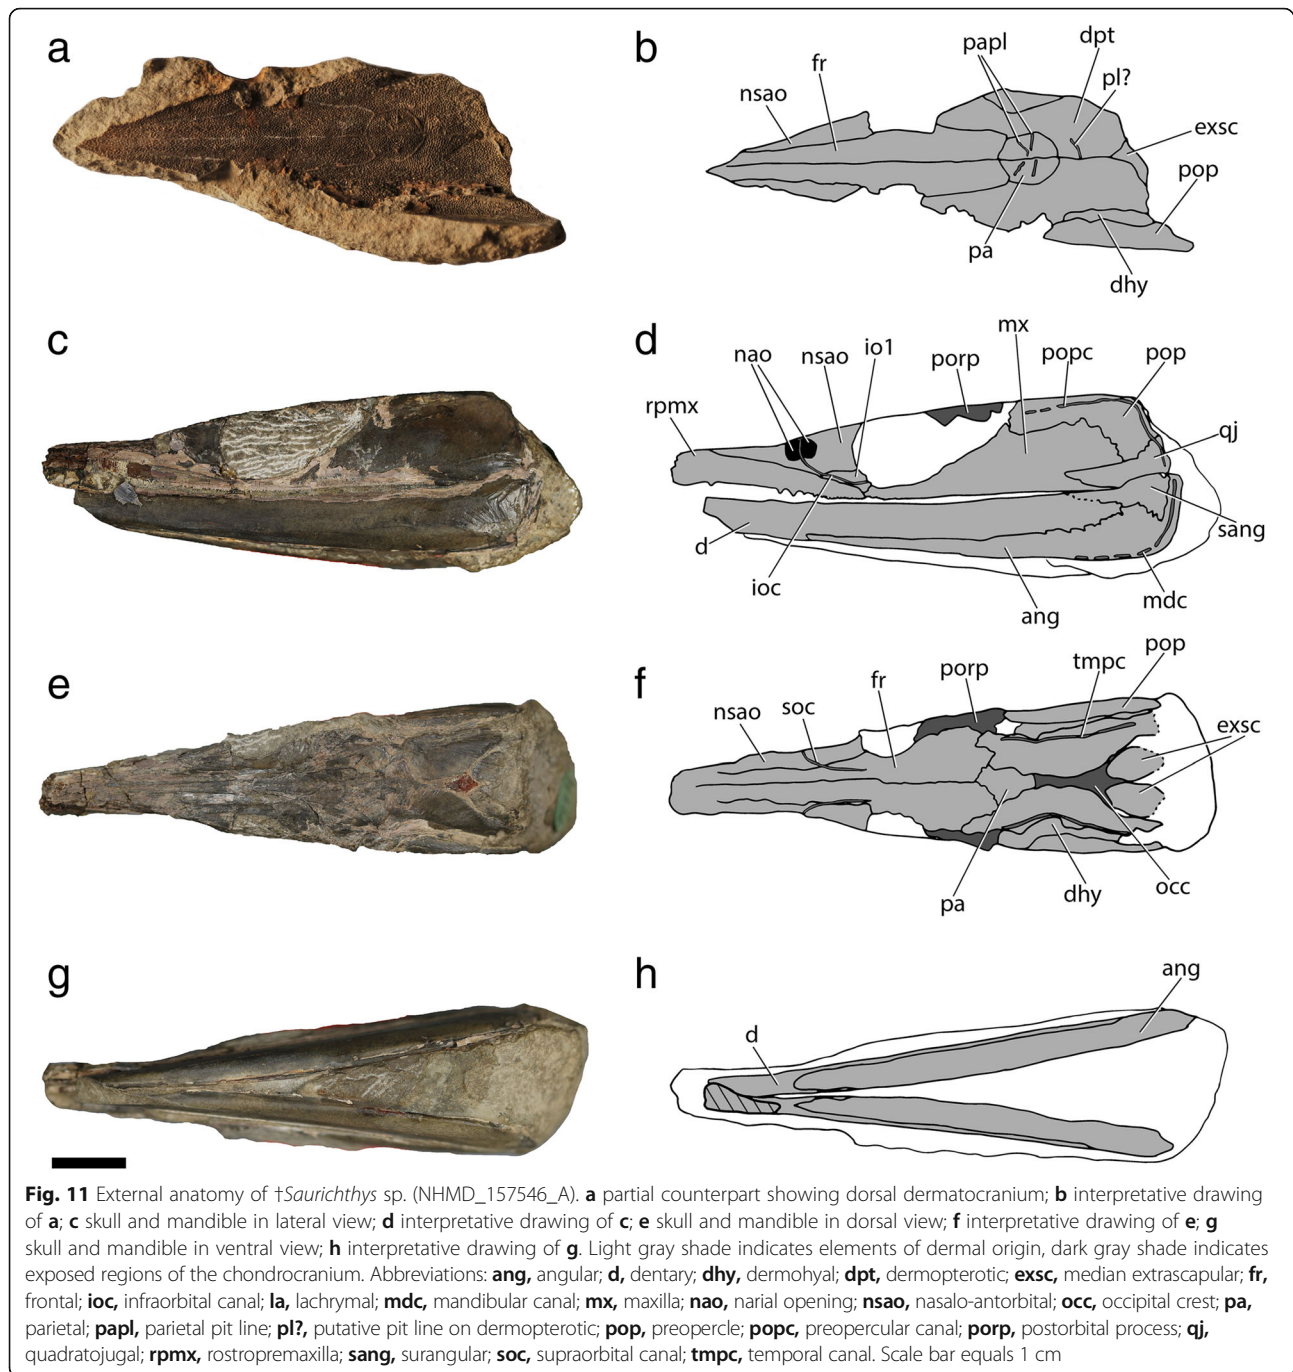 a
b
papl
dpt
fr
pl?
nsao
exsc
pop
pa
dhy
c
d
mx
nao
nsao
io1
porp
popc
pop
rpmx
qj
d
sang
ioc
ang
mdc
e
f
pop
tmpc
porp
fr
soc
nsao
exsc
pa
dhy
occ
g
h
ang
d
Fig. 11 External anatomy of †Saurichthys sp. (NHMD_157546_A). a partial counterpart showing dorsal dermatocranium; b interpretative drawing
of a; c skull and mandible in lateral view; d interpretative drawing of c; e skull and mandible in dorsal view; f interpretative drawing of e; g
skull and mandible in ventral view; h interpretative drawing of g. Light gray shade indicates elements of dermal origin, dark gray shade indicates
exposed regions of the chondrocranium. Abbreviations: ang, angular; d, dentary; dhy, dermohyal; dpt, dermopterotic; exsc, median extrascapular; fr,
frontal; ioc, infraorbital canal; la, lachrymal; mdc, mandibular canal; mx, maxilla; nao, narial opening; nsao, nasalo-antorbital; occ, occipital crest; pa,
parietal; papl, parietal pit line; pl?, putative pit line on dermopterotic; pop, preopercle; popc, preopercular canal; porp, postorbital process; qj,
quadratojugal; rpmx, rostropremaxilla; sang, surangular; soc, supraorbital canal; tmpc, temporal canal. Scale bar equals 1 cm